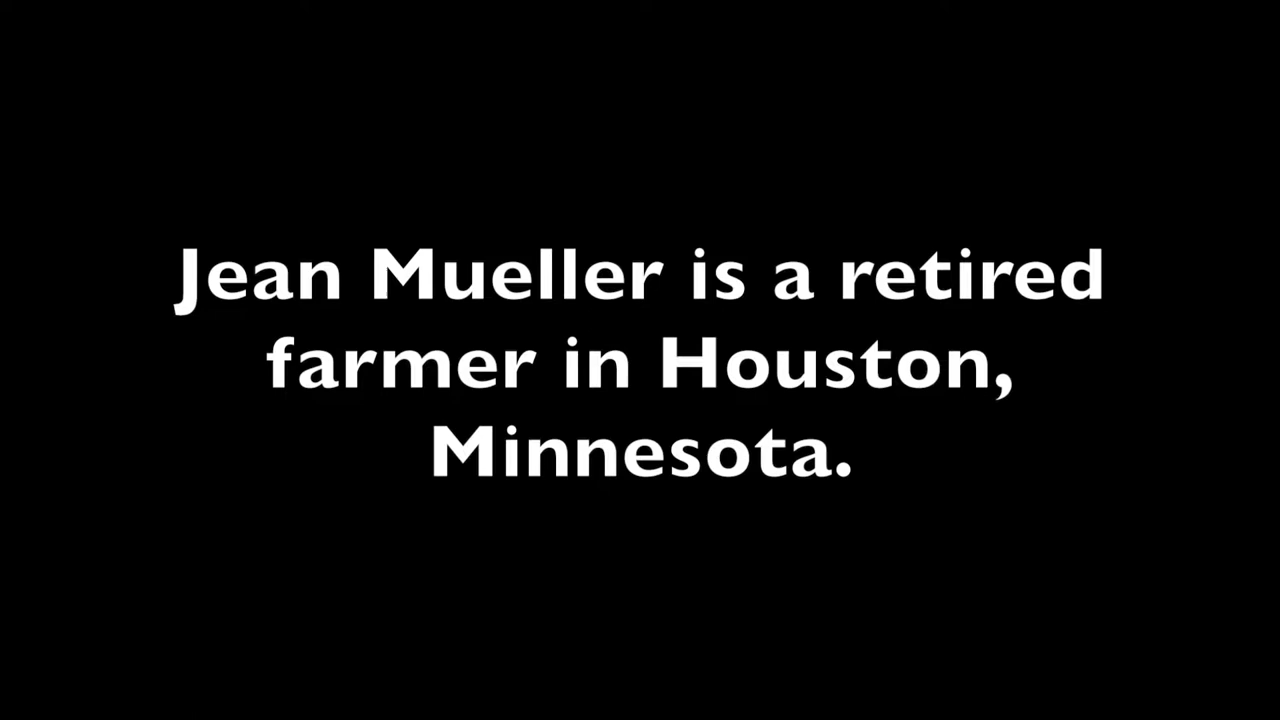 Jean Mueller is a retired
farmer in Houston,
Minnesota.